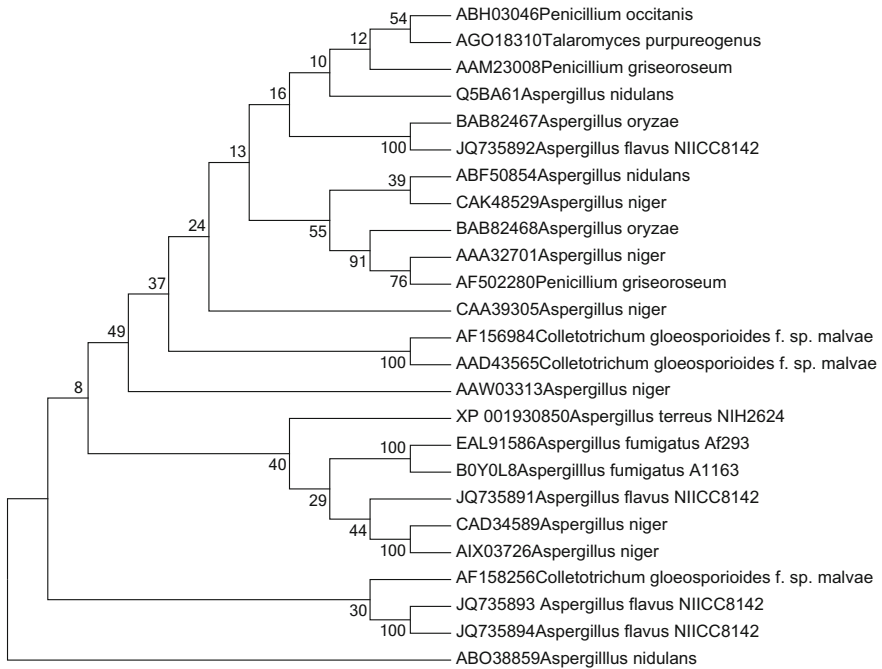 ABH03046Penicillium occitanis
54
AGO18310Talaromyces purpureogenus
12
AAM23008Penicillium griseoroseum
10
Q5BA61Aspergillus nidulans
16
BAB82467Aspergillus oryzae
100
JQ735892Aspergillus flavus NIICC8142
13
ABF50854Aspergillus nidulans
39
CAK48529Aspergillus niger
55
BAB82468Aspergillus oryzae
24
AAA32701Aspergillus niger
91
AF502280Penicillium griseoroseum
76
37
CAA39305Aspergillus niger
49
AF156984Colletotrichum gloeosporioides f. sp. malvae
100
AAD43565Colletotrichum gloeosporioides f. sp. malvae
8
AAW03313Aspergillus niger
XP 001930850Aspergillus terreus NIH2624
40
EAL91586Aspergillus fumigatus Af293
100
B0Y0L8Aspergilllus fumigatus A1163
29
JQ735891Aspergillus flavus NIICC8142
44
CAD34589Aspergillus niger
100
AIX03726Aspergillus niger
AF158256Colletotrichum gloeosporioides f. sp. malvae
30
JQ735893 Aspergillus flavus NIICC8142
100
JQ735894Aspergillus flavus NIICC8142
ABO38859Aspergilllus nidulans